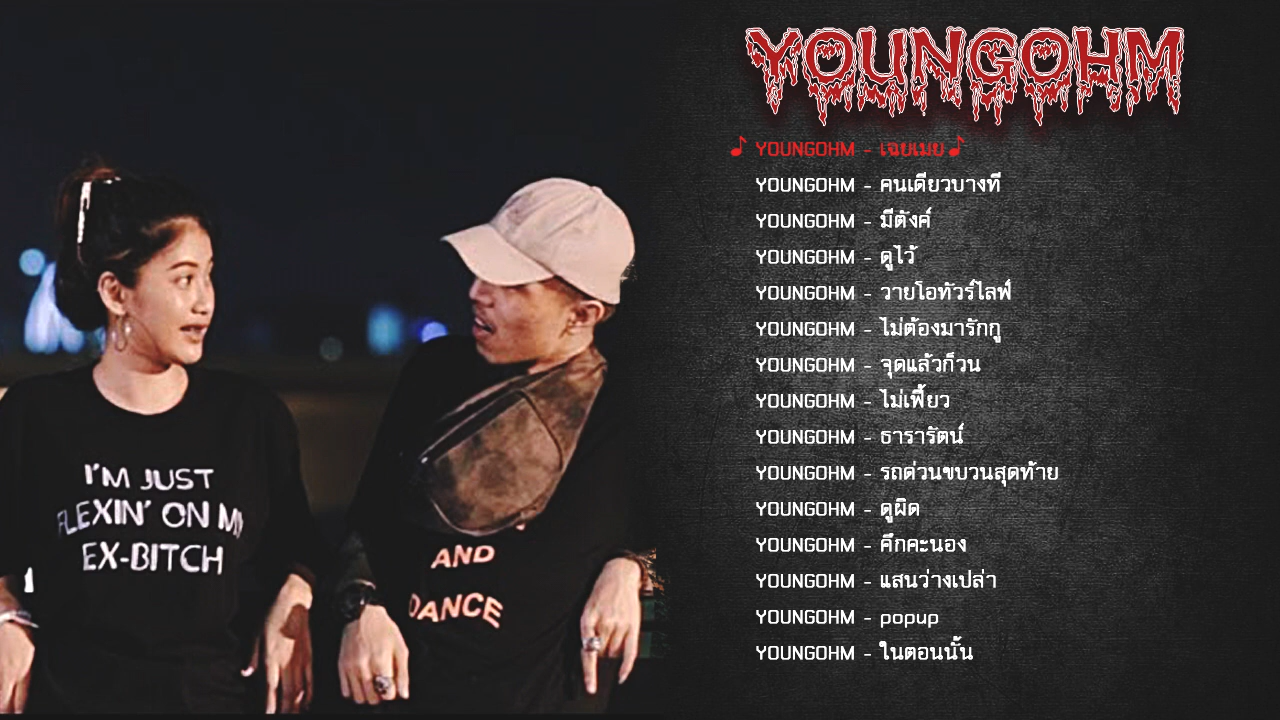 I'M JUST
FLEXIN' ON MY
EX-BITCH
AND
DANCE
YOUNGOHM
YOUNGOHM - เฉยเมย
YOUNGOHM - คนเดียวบางที
YOUNGOHM - มีตังค์
YOUNGOHM - ดูไว้
YOUNGOHM - วายโอทัวร์ไลฟ์
YOUNGOHM - ไม่ต้องมารักกู
YOUNGOHM - จุดแล้วก็วน
YOUNGOHM - ไม่เฟี้ยว
YOUNGOHM - ธารารัตน์
YOUNGOHM - รถด่วนขบวนสุดท้าย
YOUNGOHM - ดูผิด
YOUNGOHM - คึกคะนอง
YOUNGOHM - แสนว่างเปล่า
YOUNGOHM - popup
YOUNGOHM - ในตอนนั้น